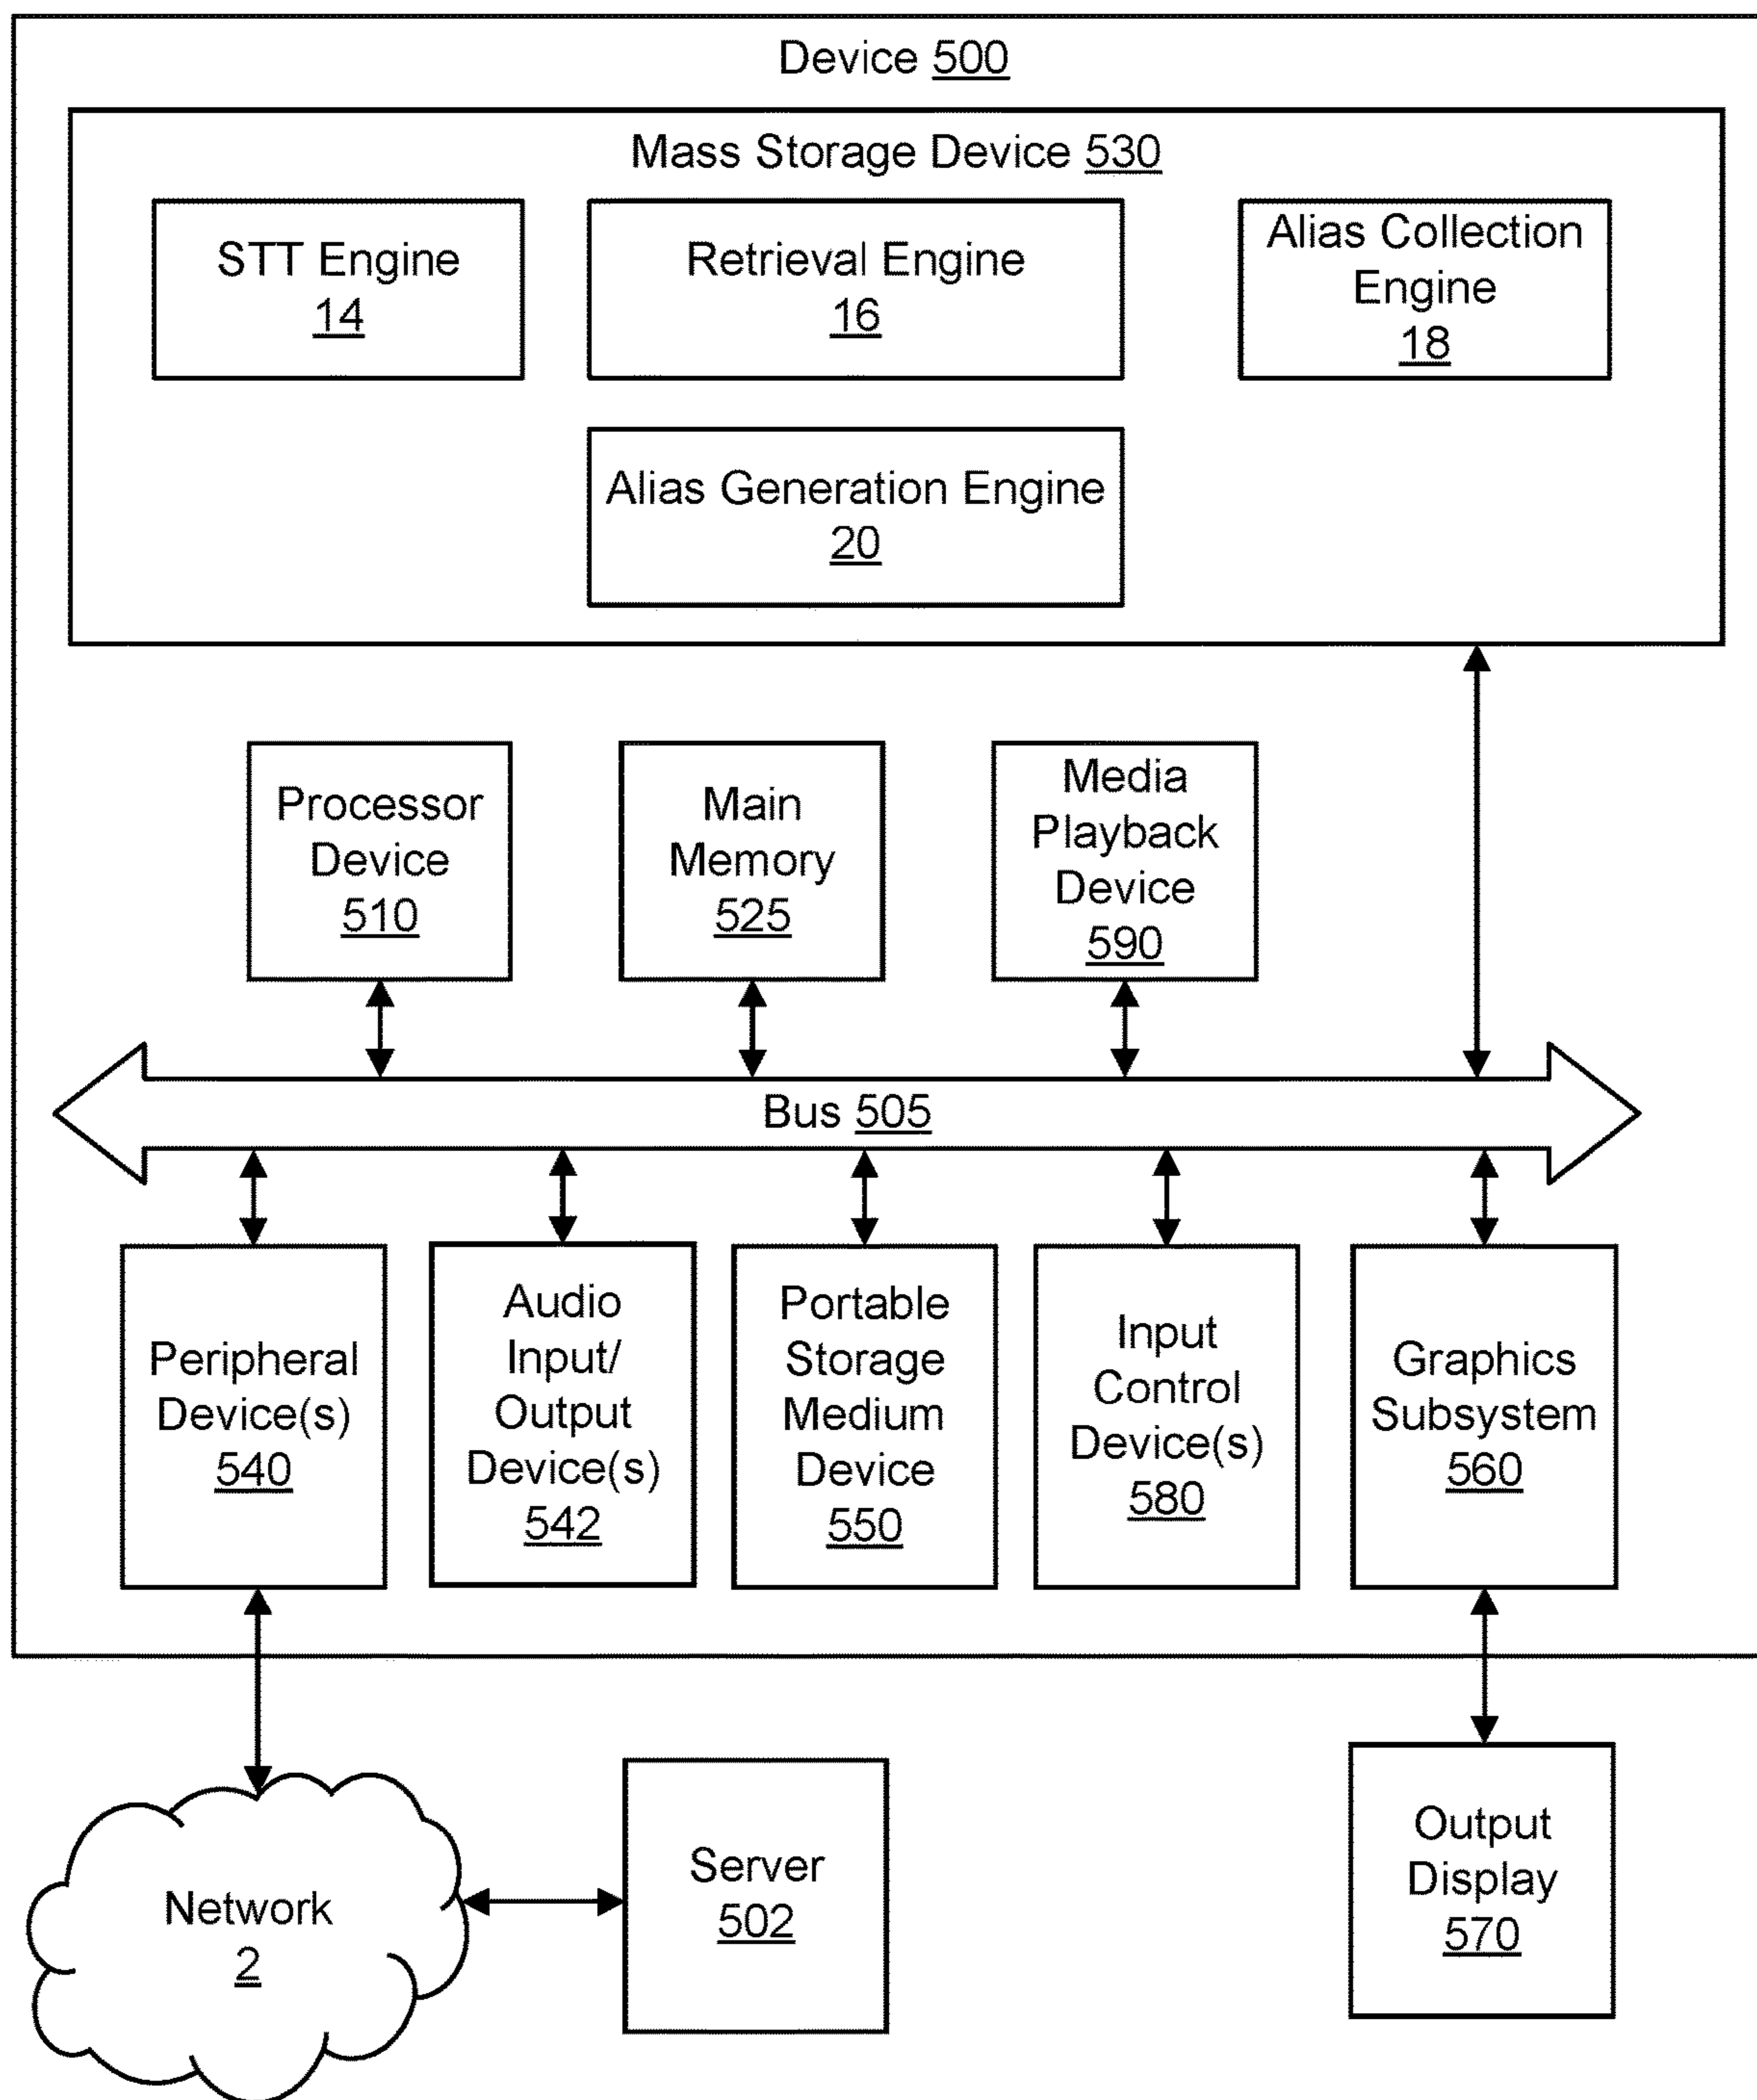 Device 500
Mass Storage Device 530
STT Engine
14
Retrieval Engine
16
Alias Collection
Engine
18
Alias Generation Engine
20
Processor
Device
510
Main
Memory
525
Media
Playback
Device
590
Bus 505
Peripheral
Device(s)
540
Audio
Input/
Output
Device(s)
542
Portable
Storage
Medium
Device
550
Input
Control
Device(s)
580
Graphics
Subsystem
560
Network
2
Server
502
Output
Display
570